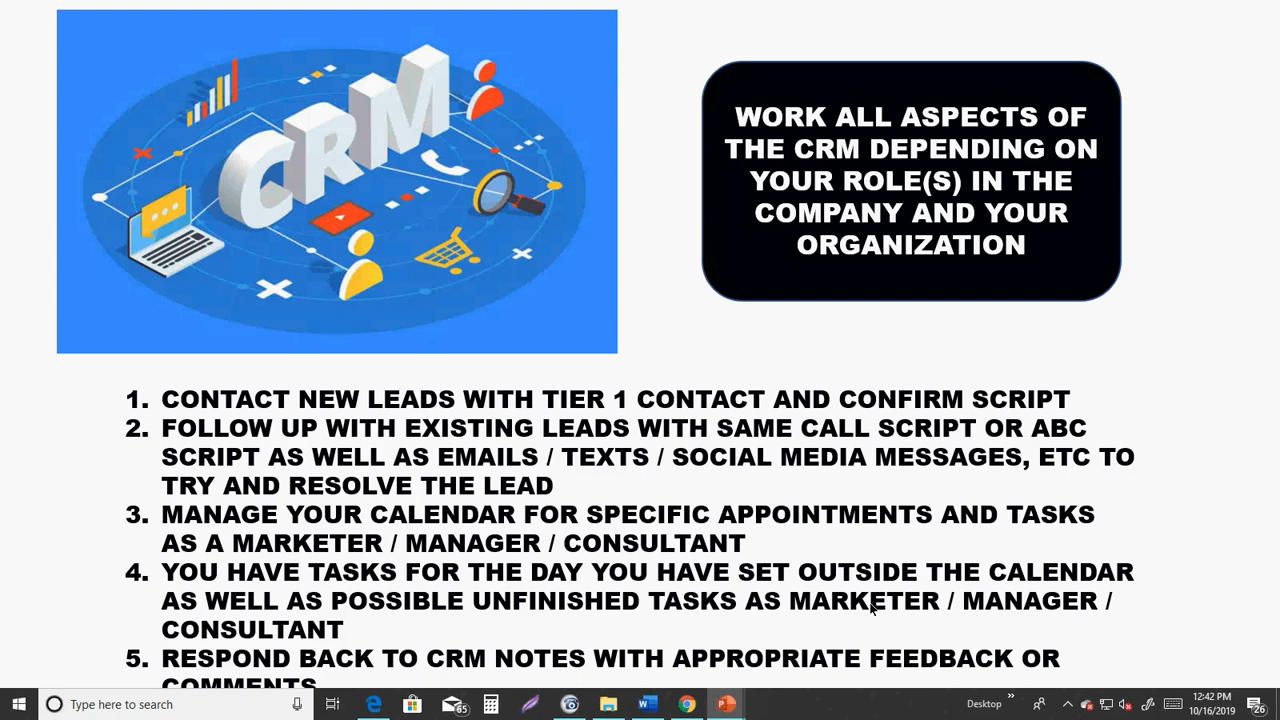 CRM
WORK ALL ASPECTS OF
THE CRM DEPENDING ON
YOUR ROLE(S) IN THE
COMPANY AND YOUR
ORGANIZATION
1. CONTACT NEW LEADS WITH TIER 1 CONTACT AND CONFIRM SCRIPT
2. FOLLOW UP WITH EXISTING LEADS WITH SAME CALL SCRIPT OR ABC
SCRIPT AS WELL AS EMAILS / TEXTS / SOCIAL MEDIA MESSAGES, ETC TO
TRY AND RESOLVE THE LEAD
3. MANAGE YOUR CALENDAR FOR SPECIFIC APPOINTMENTS AND TASKS
AS A MARKETER / MANAGER / CONSULTANT
4. YOU HAVE TASKS FOR THE DAY YOU HAVE SET OUTSIDE THE CALENDAR
AS WELL AS POSSIBLE UNFINISHED TASKS AS MARKETER / MANAGER /
CONSULTANT
5. RESPOND BACK TO CRM NOTES WITH APPROPRIATE FEEDBACK OR
COMMENTS
Type here to search
65
Desktop
12:42 PM
10/16/2019
26